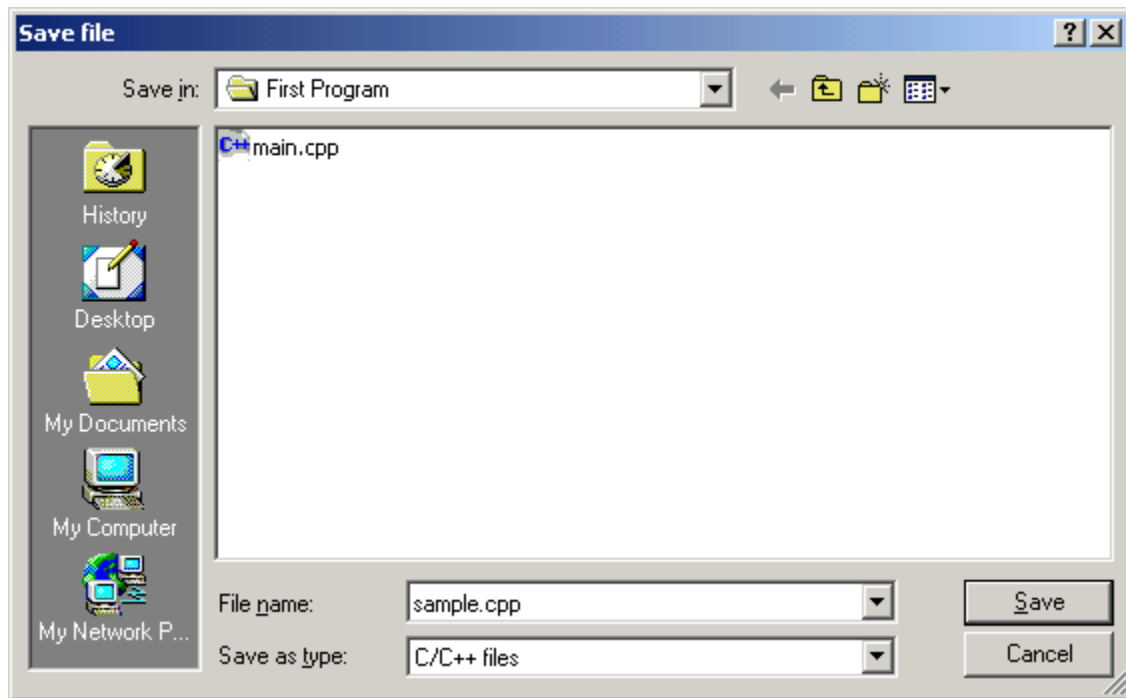 Save file
Save in: First Program
C++ main.cpp
History
Desktop
My Documents
My Computer
My Network P...
File name: sample.cpp Save
Save as type: C/C++ files Cancel